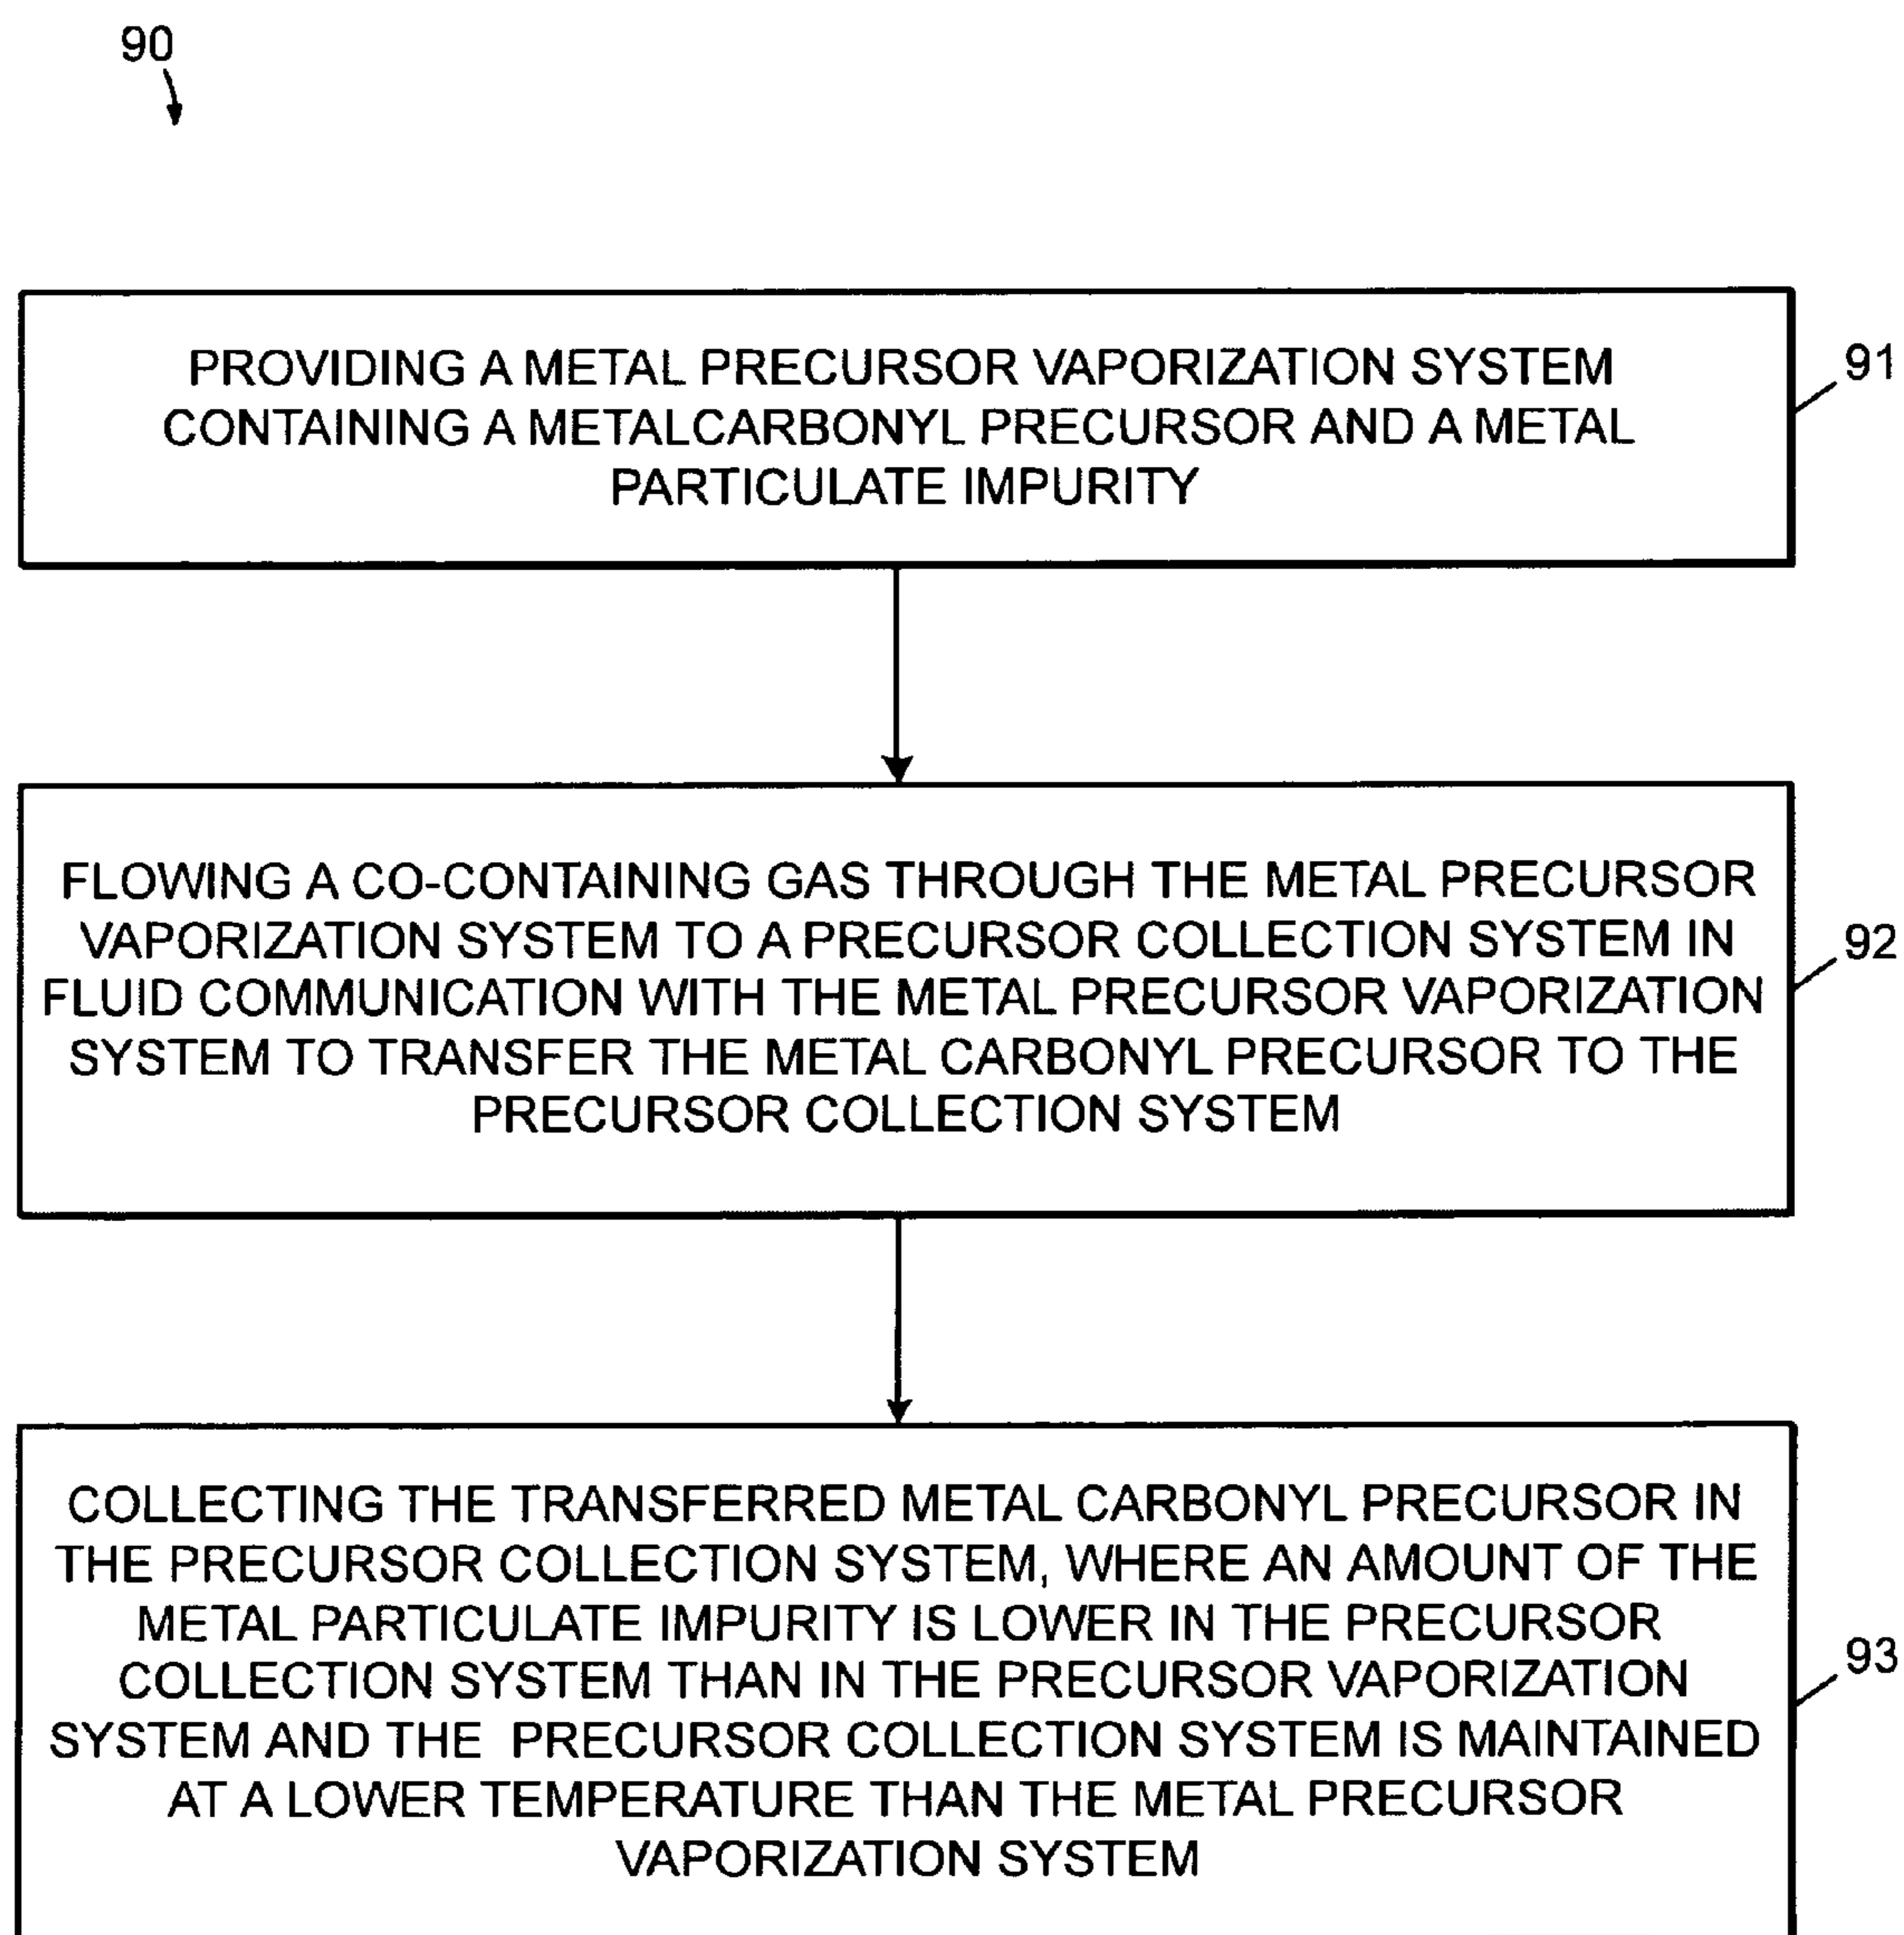 90
PROVIDING A METAL PRECURSOR VAPORIZATION SYSTEM
CONTAINING A METALCARBONYL PRECURSOR AND A METAL
PARTICULATE IMPURITY
91
FLOWING A CO-CONTAINING GAS THROUGH THE METAL PRECURSOR
VAPORIZATION SYSTEM TO A PRECURSOR COLLECTION SYSTEM IN
FLUID COMMUNICATION WITH THE METAL PRECURSOR VAPORIZATION
SYSTEM TO TRANSFER THE METAL CARBONYL PRECURSOR TO THE
PRECURSOR COLLECTION SYSTEM
92
COLLECTING THE TRANSFERRED METAL CARBONYL PRECURSOR IN
THE PRECURSOR COLLECTION SYSTEM, WHERE AN AMOUNT OF THE
METAL PARTICULATE IMPURITY IS LOWER IN THE PRECURSOR
COLLECTION SYSTEM THAN IN THE PRECURSOR VAPORIZATION
SYSTEM AND THE PRECURSOR COLLECTION SYSTEM IS MAINTAINED
AT A LOWER TEMPERATURE THAN THE METAL PRECURSOR
VAPORIZATION SYSTEM
93